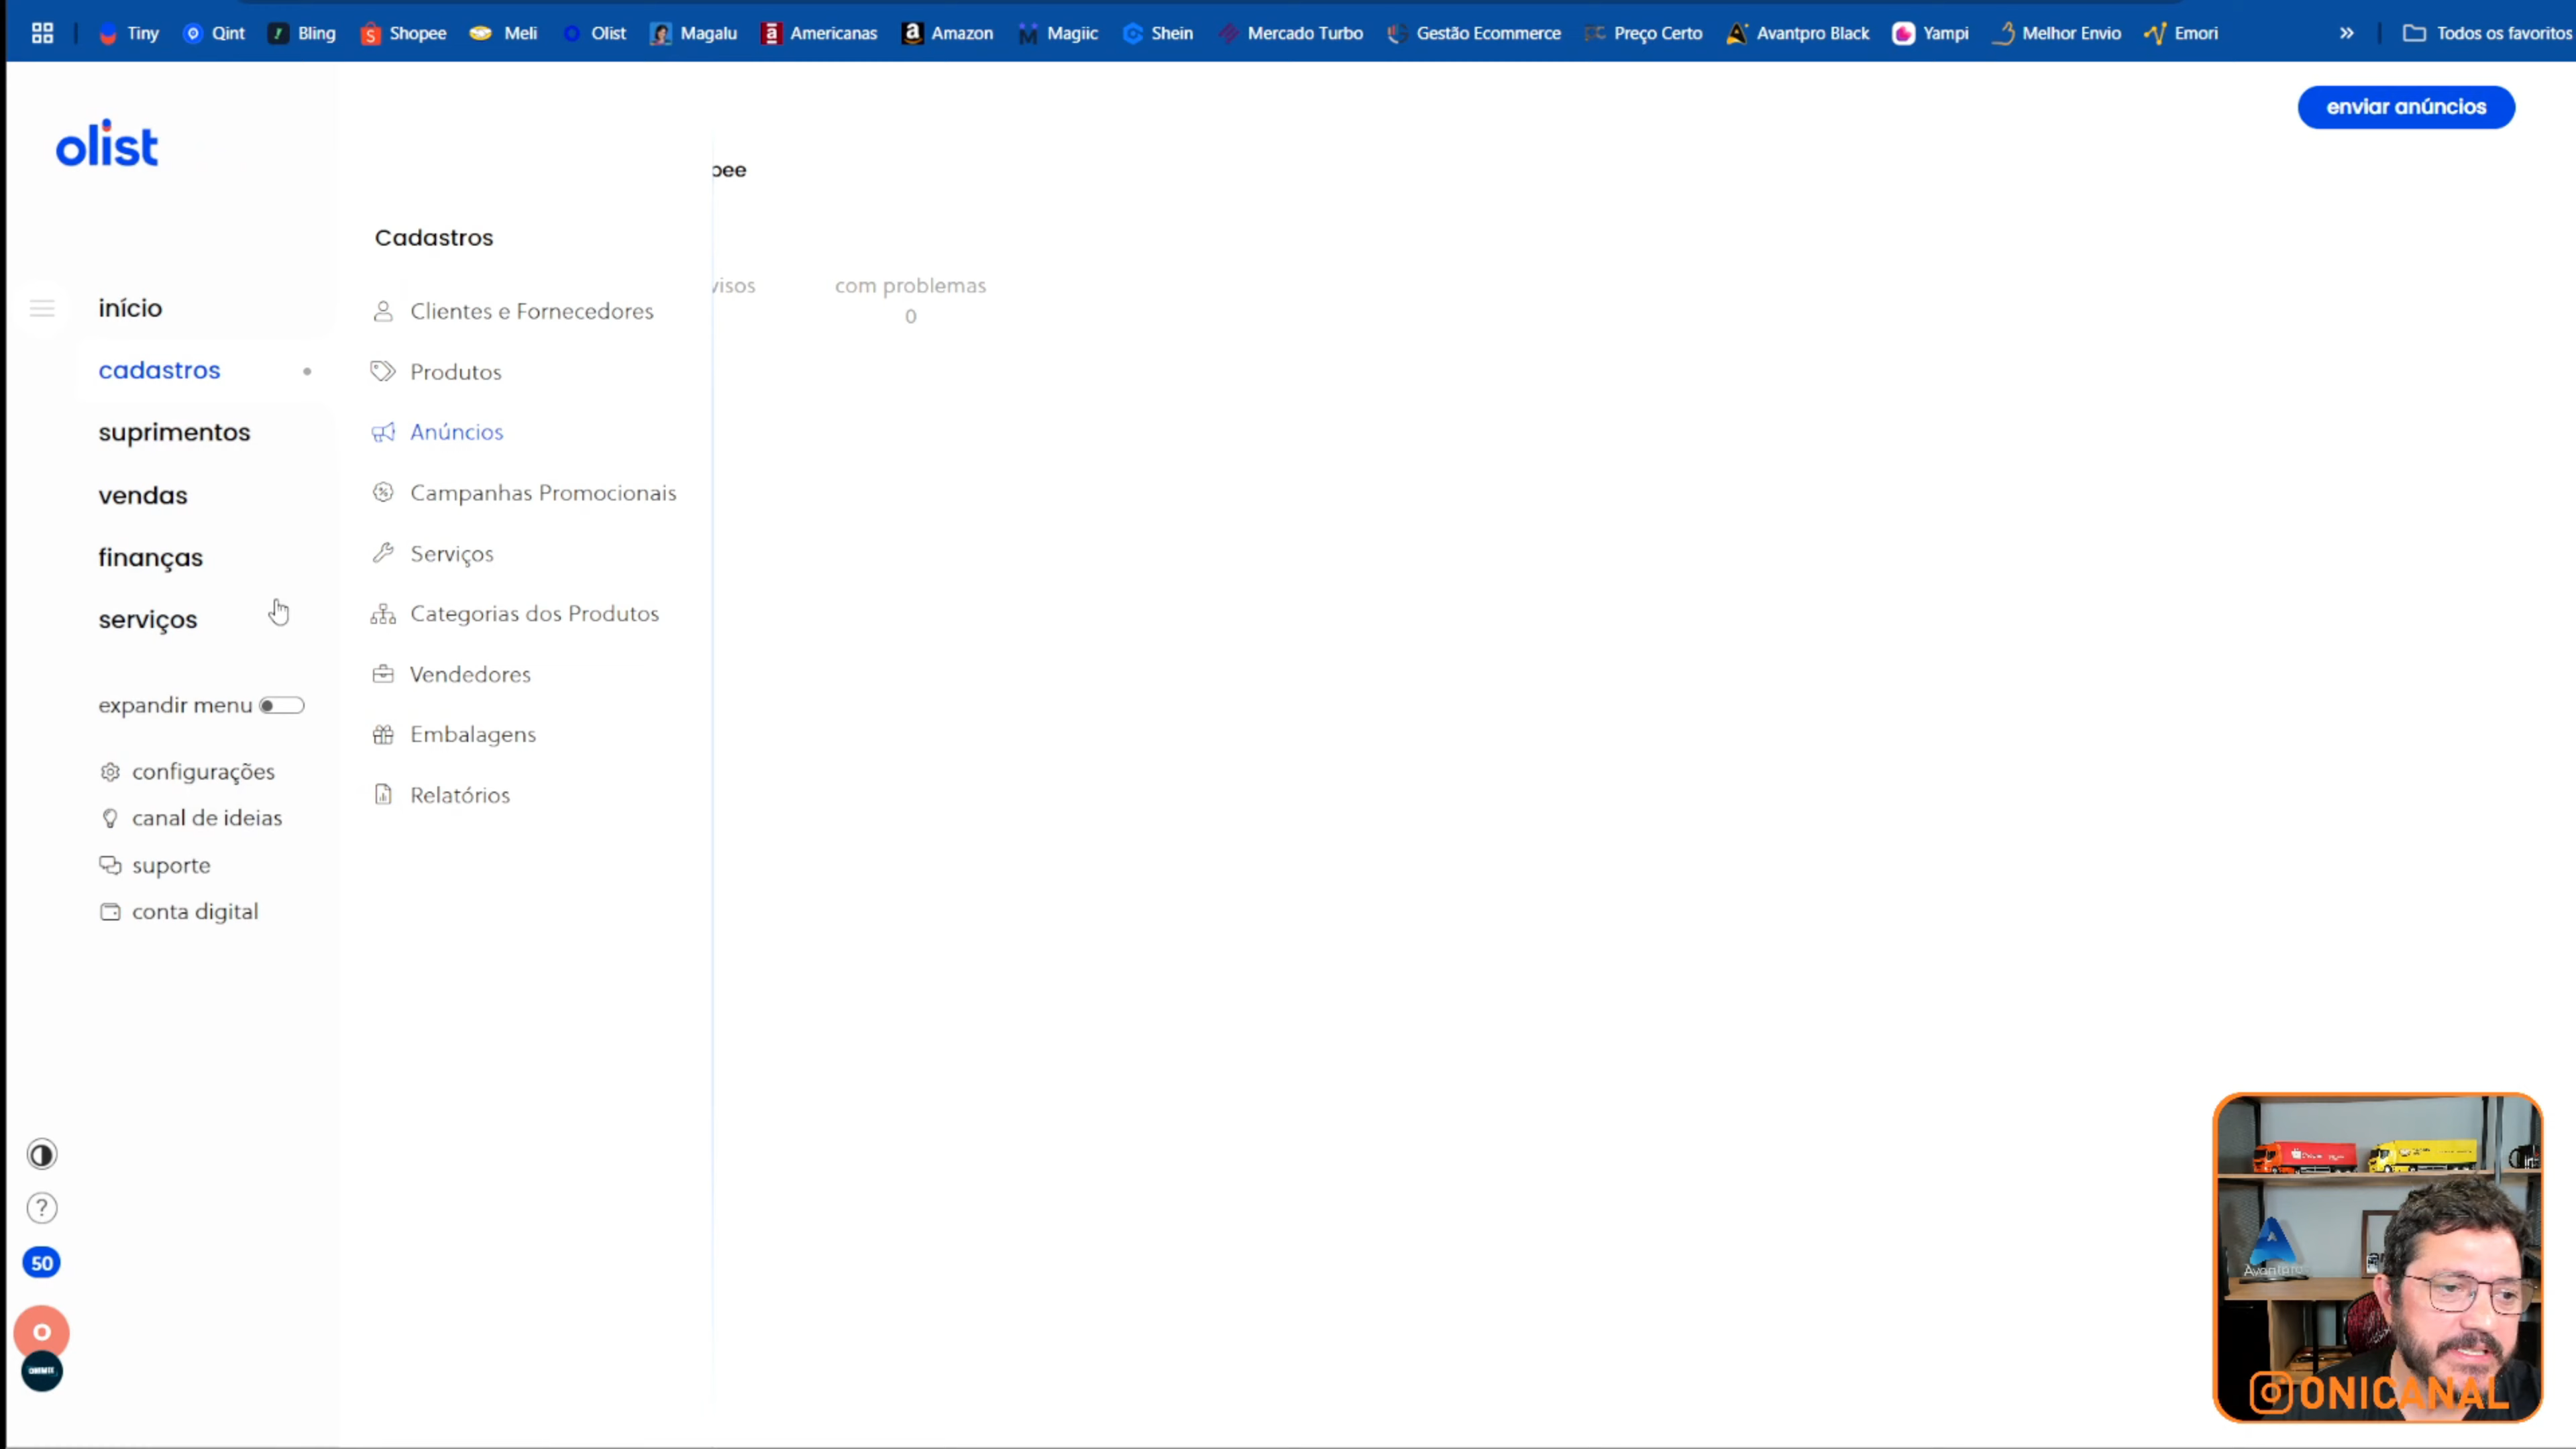 Tiny Qint Bling Shopee Meli Olist Magalu Americanas Amazon Magiic Shein Mercado Turbo Gestão Ecommerce Preço Certo Avantpro Black Yampi Melhor Envio Emori » Todos os favoritos
enviar anúncios
olist
pee
Cadastros
visos
com problemas
0
início
cadastros
suprimentos
vendas
finanças
serviços
expandir menu
configurações
canal de ideias
suporte
conta digital
Clientes e Fornecedores
Produtos
Anúncios
Campanhas Promocionais
Serviços
Categorias dos Produtos
Vendedores
Embalagens
Relatórios
?
50
O
ONICANAL